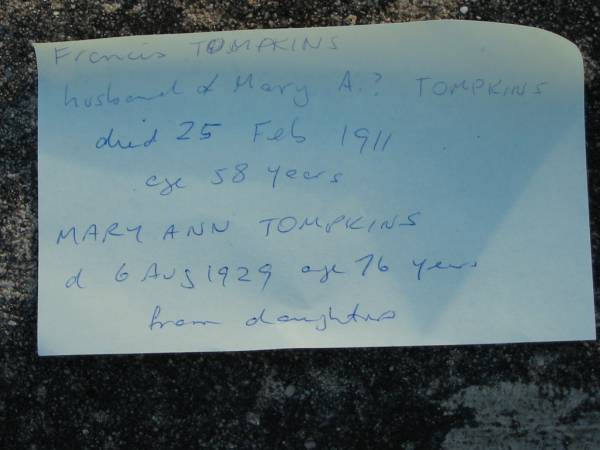 Francis TOMPKINS
husband of Mary A.? TOMPKINS
died 25 Feb 1911
age 58 years
MARY ANN TOMPKINS
d 6 Aug 1929 age 76 years
from daughters